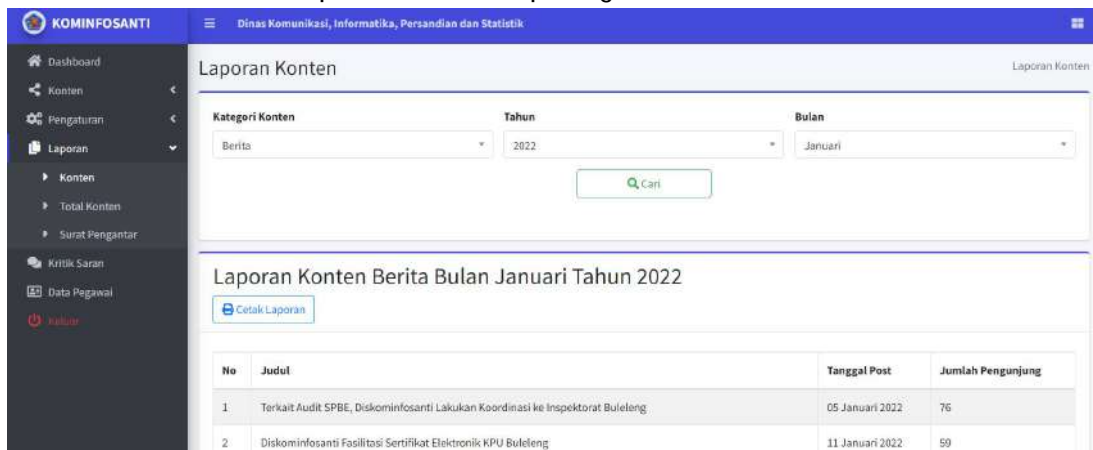 KOMINFOSANTI
Dinas Komunikasi, Informatika, Persandian dan Statistik
Dashboard
Konten
Pengaturan
Laporan
Konten
Total Konten
Surat Pengantar
Kritik Saran
Data Pegawai
Keluar
Laporan Konten
Laporan Konten
Kategori Konten Tahun Bulan
Berita 2022 Januari
Cari
Laporan Konten Berita Bulan Januari Tahun 2022
Cetak Laporan
No Judul Tanggal Post Jumlah Pengunjung
1 Terkait Audit SPBE, Diskominfosanti Lakukan Koordinasi ke Inspektorat Buleleng 05 Januari 2022 76
2 Diskominfosanti Fasilitasi Sertifikat Elektronik KPU Buleleng 11 Januari 2022 59